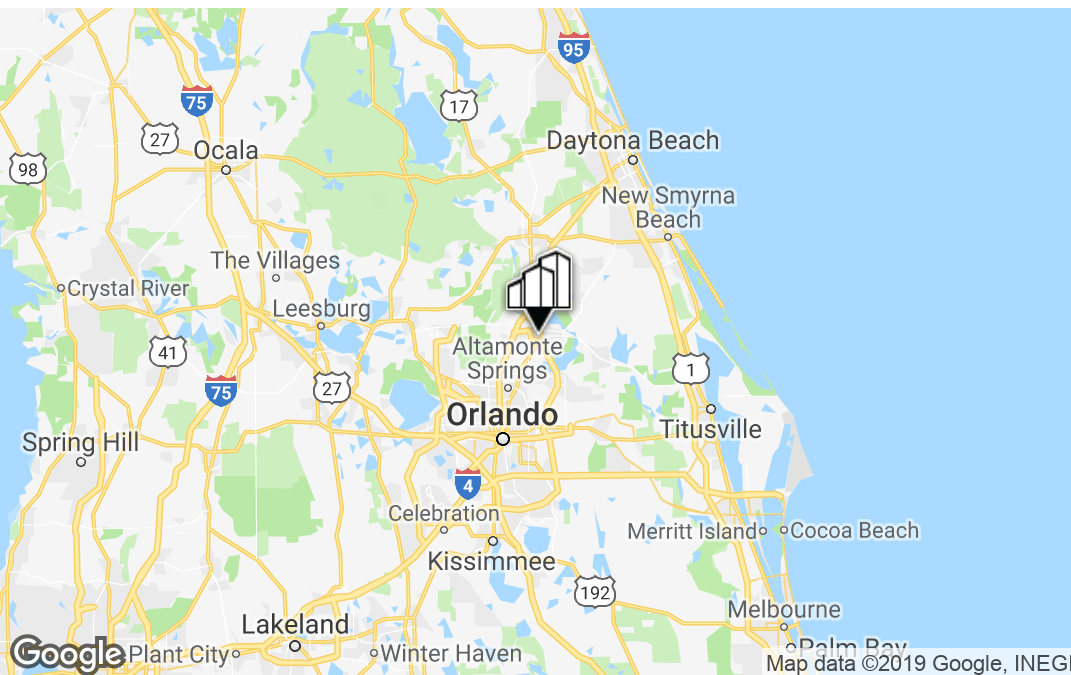 95
75
17
27
Daytona Beach
Ocala
98
New Smyrna
Beach
The Villages
Crystal River
Leesburg
41
Altamonte
Springs
1
75
27
Orlando
Titusville
Spring Hill
4
Celebration
Merritt Island
Cocoa Beach
Kissimmee
192
Melbourne
Lakeland
Palm Bay
Google
Plant City
Winter Haven
Map data ©2019 Google, INEGI